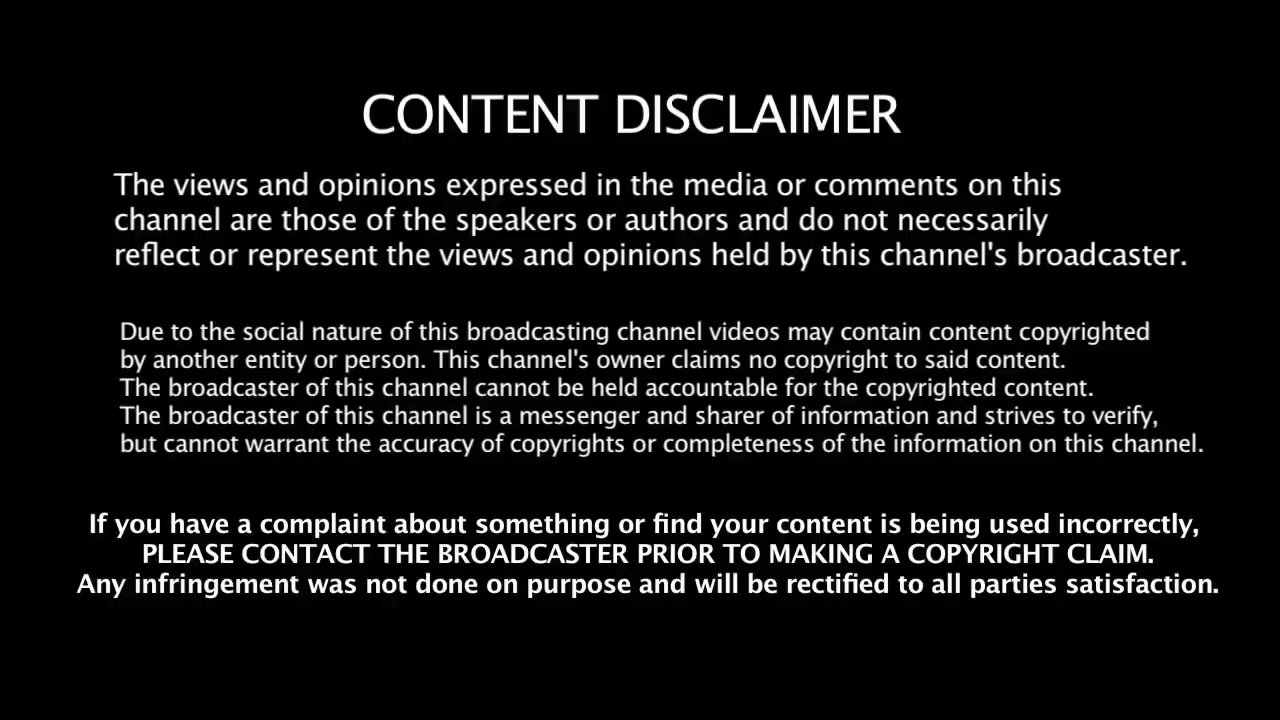 CONTENT DISCLAIMER
The views and opinions expressed in the media or comments on this
channel are those of the speakers or authors and do not necessarily
reflect or represent the views and opinions held by this channel's broadcaster.
Due to the social nature of this broadcasting channel videos may contain content copyrighted
by another entity or person. This channel's owner claims no copyright to said content.
The broadcaster of this channel cannot be held accountable for the copyrighted content.
The broadcaster of this channel is a messenger and sharer of information and strives to verify,
but cannot warrant the accuracy of copyrights or completeness of the information on this channel.
If you have a complaint about something or find your content is being used incorrectly,
PLEASE CONTACT THE BROADCASTER PRIOR TO MAKING A COPYRIGHT CLAIM.
Any infringement was not done on purpose and will be rectified to all parties satisfaction.